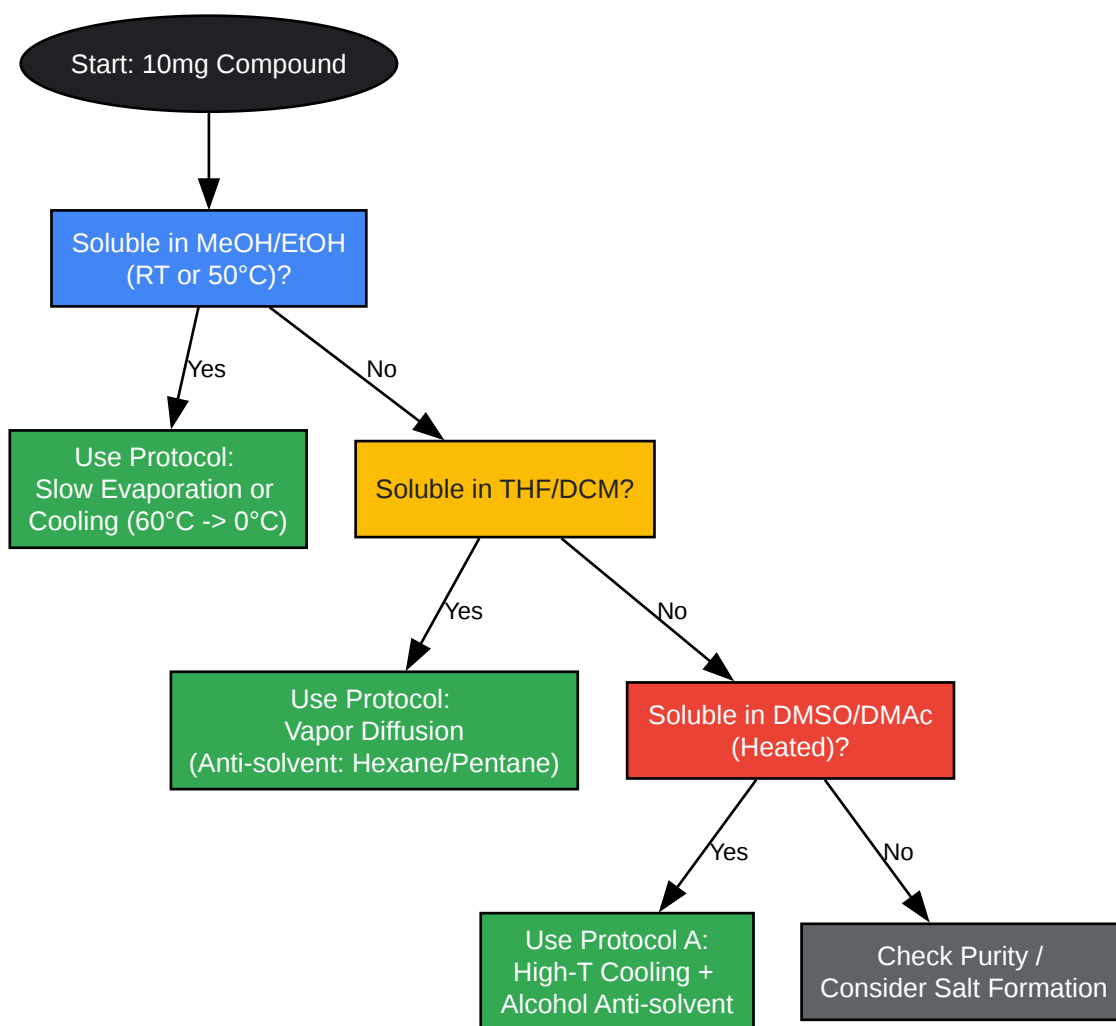 Start: 10mg Compound
Soluble in MeOH/EtOH
(RT or 50°C)?
Yes
No
Use Protocol:
Slow Evaporation or
Cooling (60°C -> 0°C)
Soluble in THF/DCM?
Yes
No
Use Protocol:
Vapor Diffusion
(Anti-solvent: Hexane/Pentane)
Soluble in DMSO/DMAc
(Heated)?
Yes
No
Use Protocol A:
High-T Cooling +
Alcohol Anti-solvent
Check Purity /
Consider Salt Formation